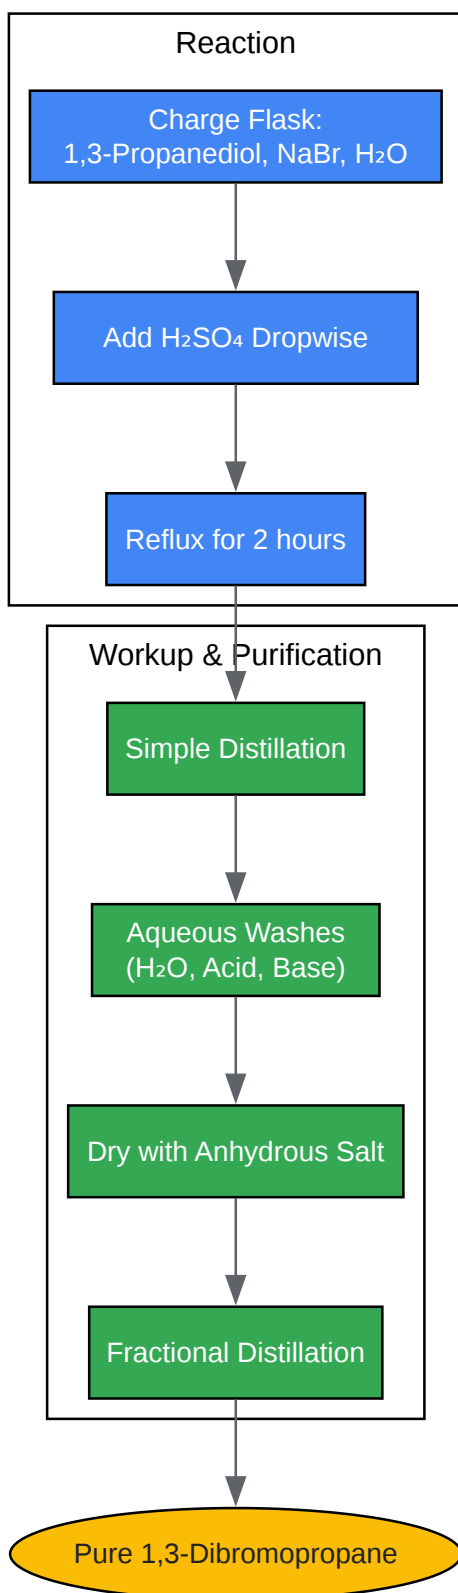 Reaction
Charge Flask:
1,3-Propanediol, NaBr, H₂O
Add H₂SO₄ Dropwise
Reflux for 2 hours
Workup & Purification
Simple Distillation
Aqueous Washes
(H₂O, Acid, Base)
Dry with Anhydrous Salt
Fractional Distillation
Pure 1,3-Dibromopropane